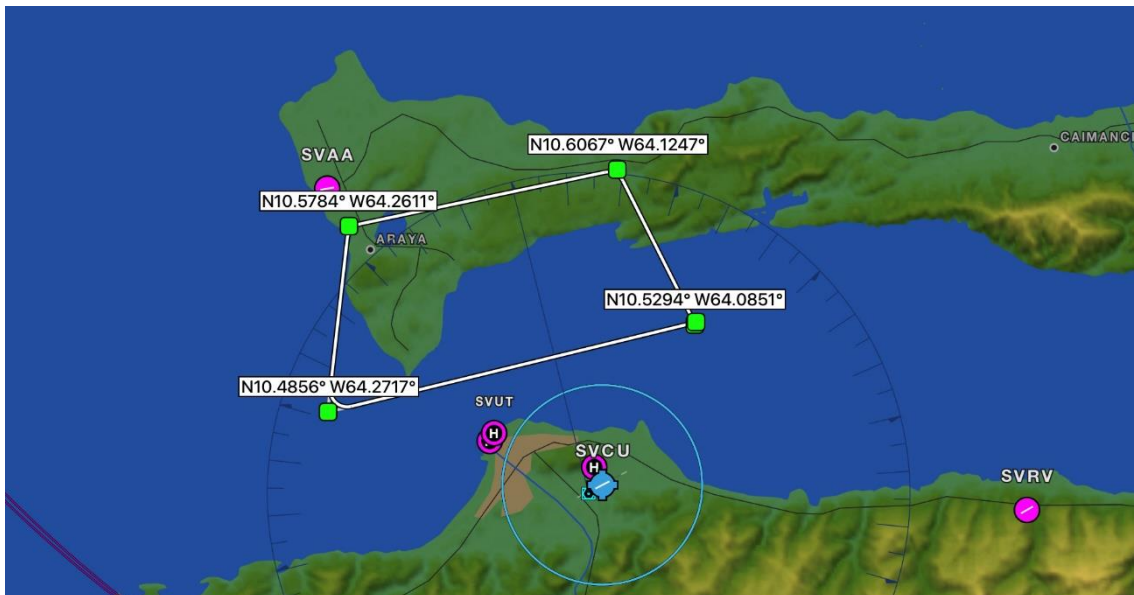 N10.6067° W64.1247°
CAIMANC
SVAA
N10.5784° W64.2611°
ARAYA
N10.5294° W64.0851°
N10.4856° W64.2717°
SVUT
H
SVCU
H
SVRV